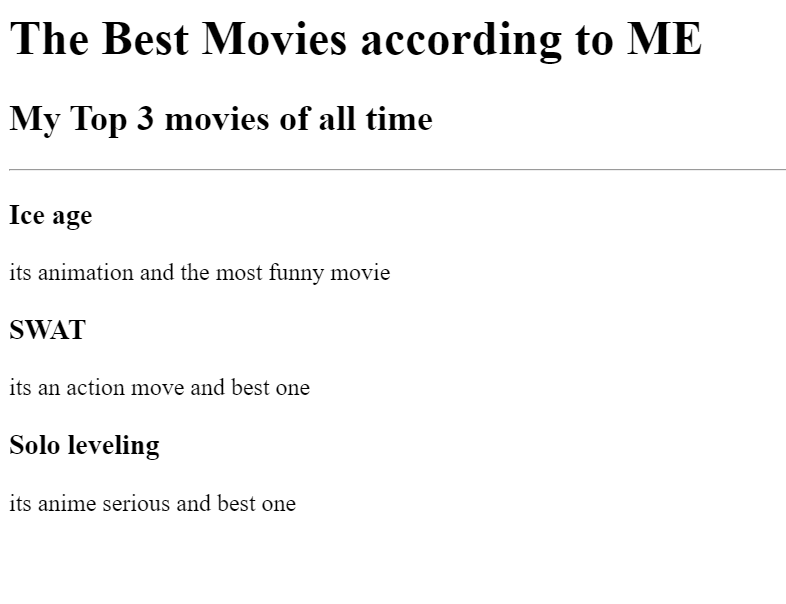 The Best Movies according to ME
My Top 3 movies of all time
Ice age
its animation and the most funny movie
SWAT
its an action move and best one
Solo leveling
its anime serious and best one